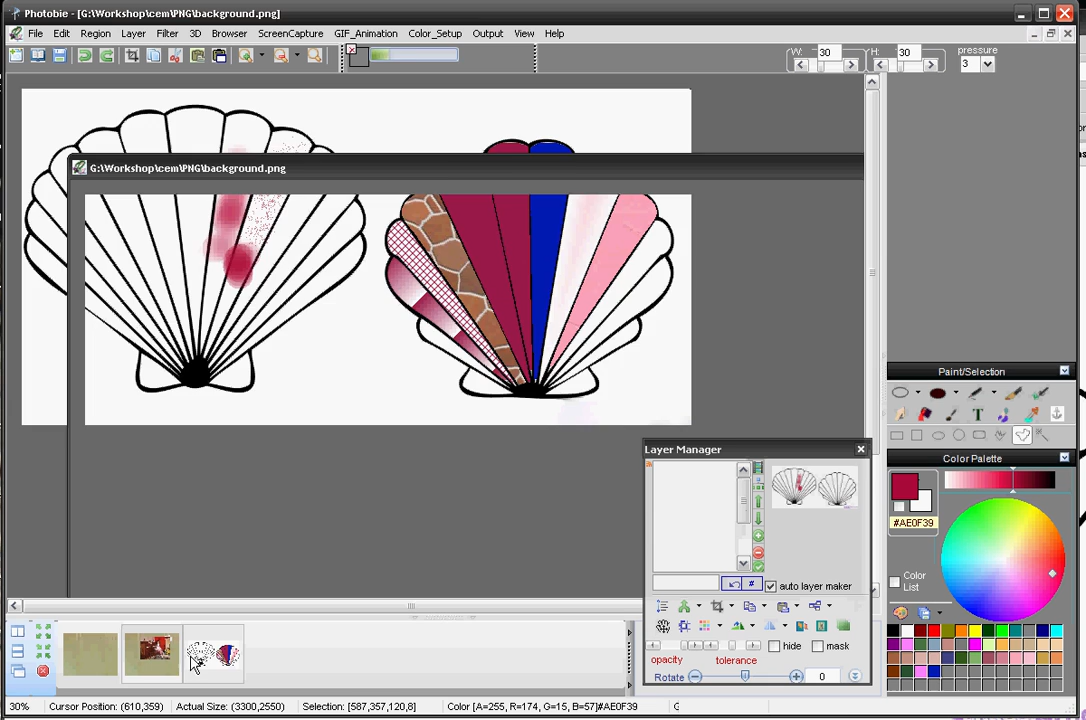 Photobie - [G:\Workshop\cem\PNG\background.png]
File Edit Region Layer Filter 3D Browser ScreenCapture GIF_Animation Color_Setup Output View Help
W: 30 H: 30 pressure
3
G:\Workshop\cem\PNG\background.png
Paint/Selection
Layer Manager
Color Palette
#AE0F39
Color
List
# auto layer maker
hide mask
opacity tolerance
Rotate 0
30% Cursor Position: (610,359) Actual Size: (3300,2550) Selection: [587,357,120,8] Color [A=255, R=174, G=15, B=57]#AE0F39